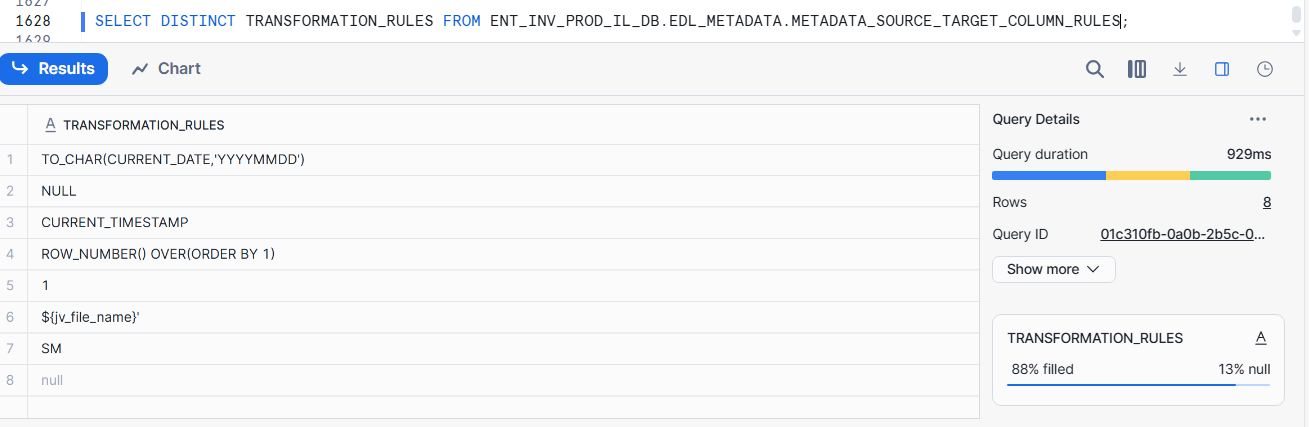 1627
1628 SELECT DISTINCT TRANSFORMATION_RULES FROM ENT_INV_PROD_IL_DB.EDL_METADATA.METADATA_SOURCE_TARGET_COLUMN_RULES;
1629
Results Chart
A TRANSFORMATION_RULES
1 TO_CHAR(CURRENT_DATE,'YYYYMMDD')
2 NULL
3 CURRENT_TIMESTAMP
4 ROW_NUMBER() OVER(ORDER BY 1)
5 1
6 ${jv_file_name}'
7 SM
8 null
Query Details ...
Query duration 929ms
Rows 8
Query ID 01c310fb-0a0b-2b5c-0...
Show more
TRANSFORMATION_RULES A
88% filled 13% null